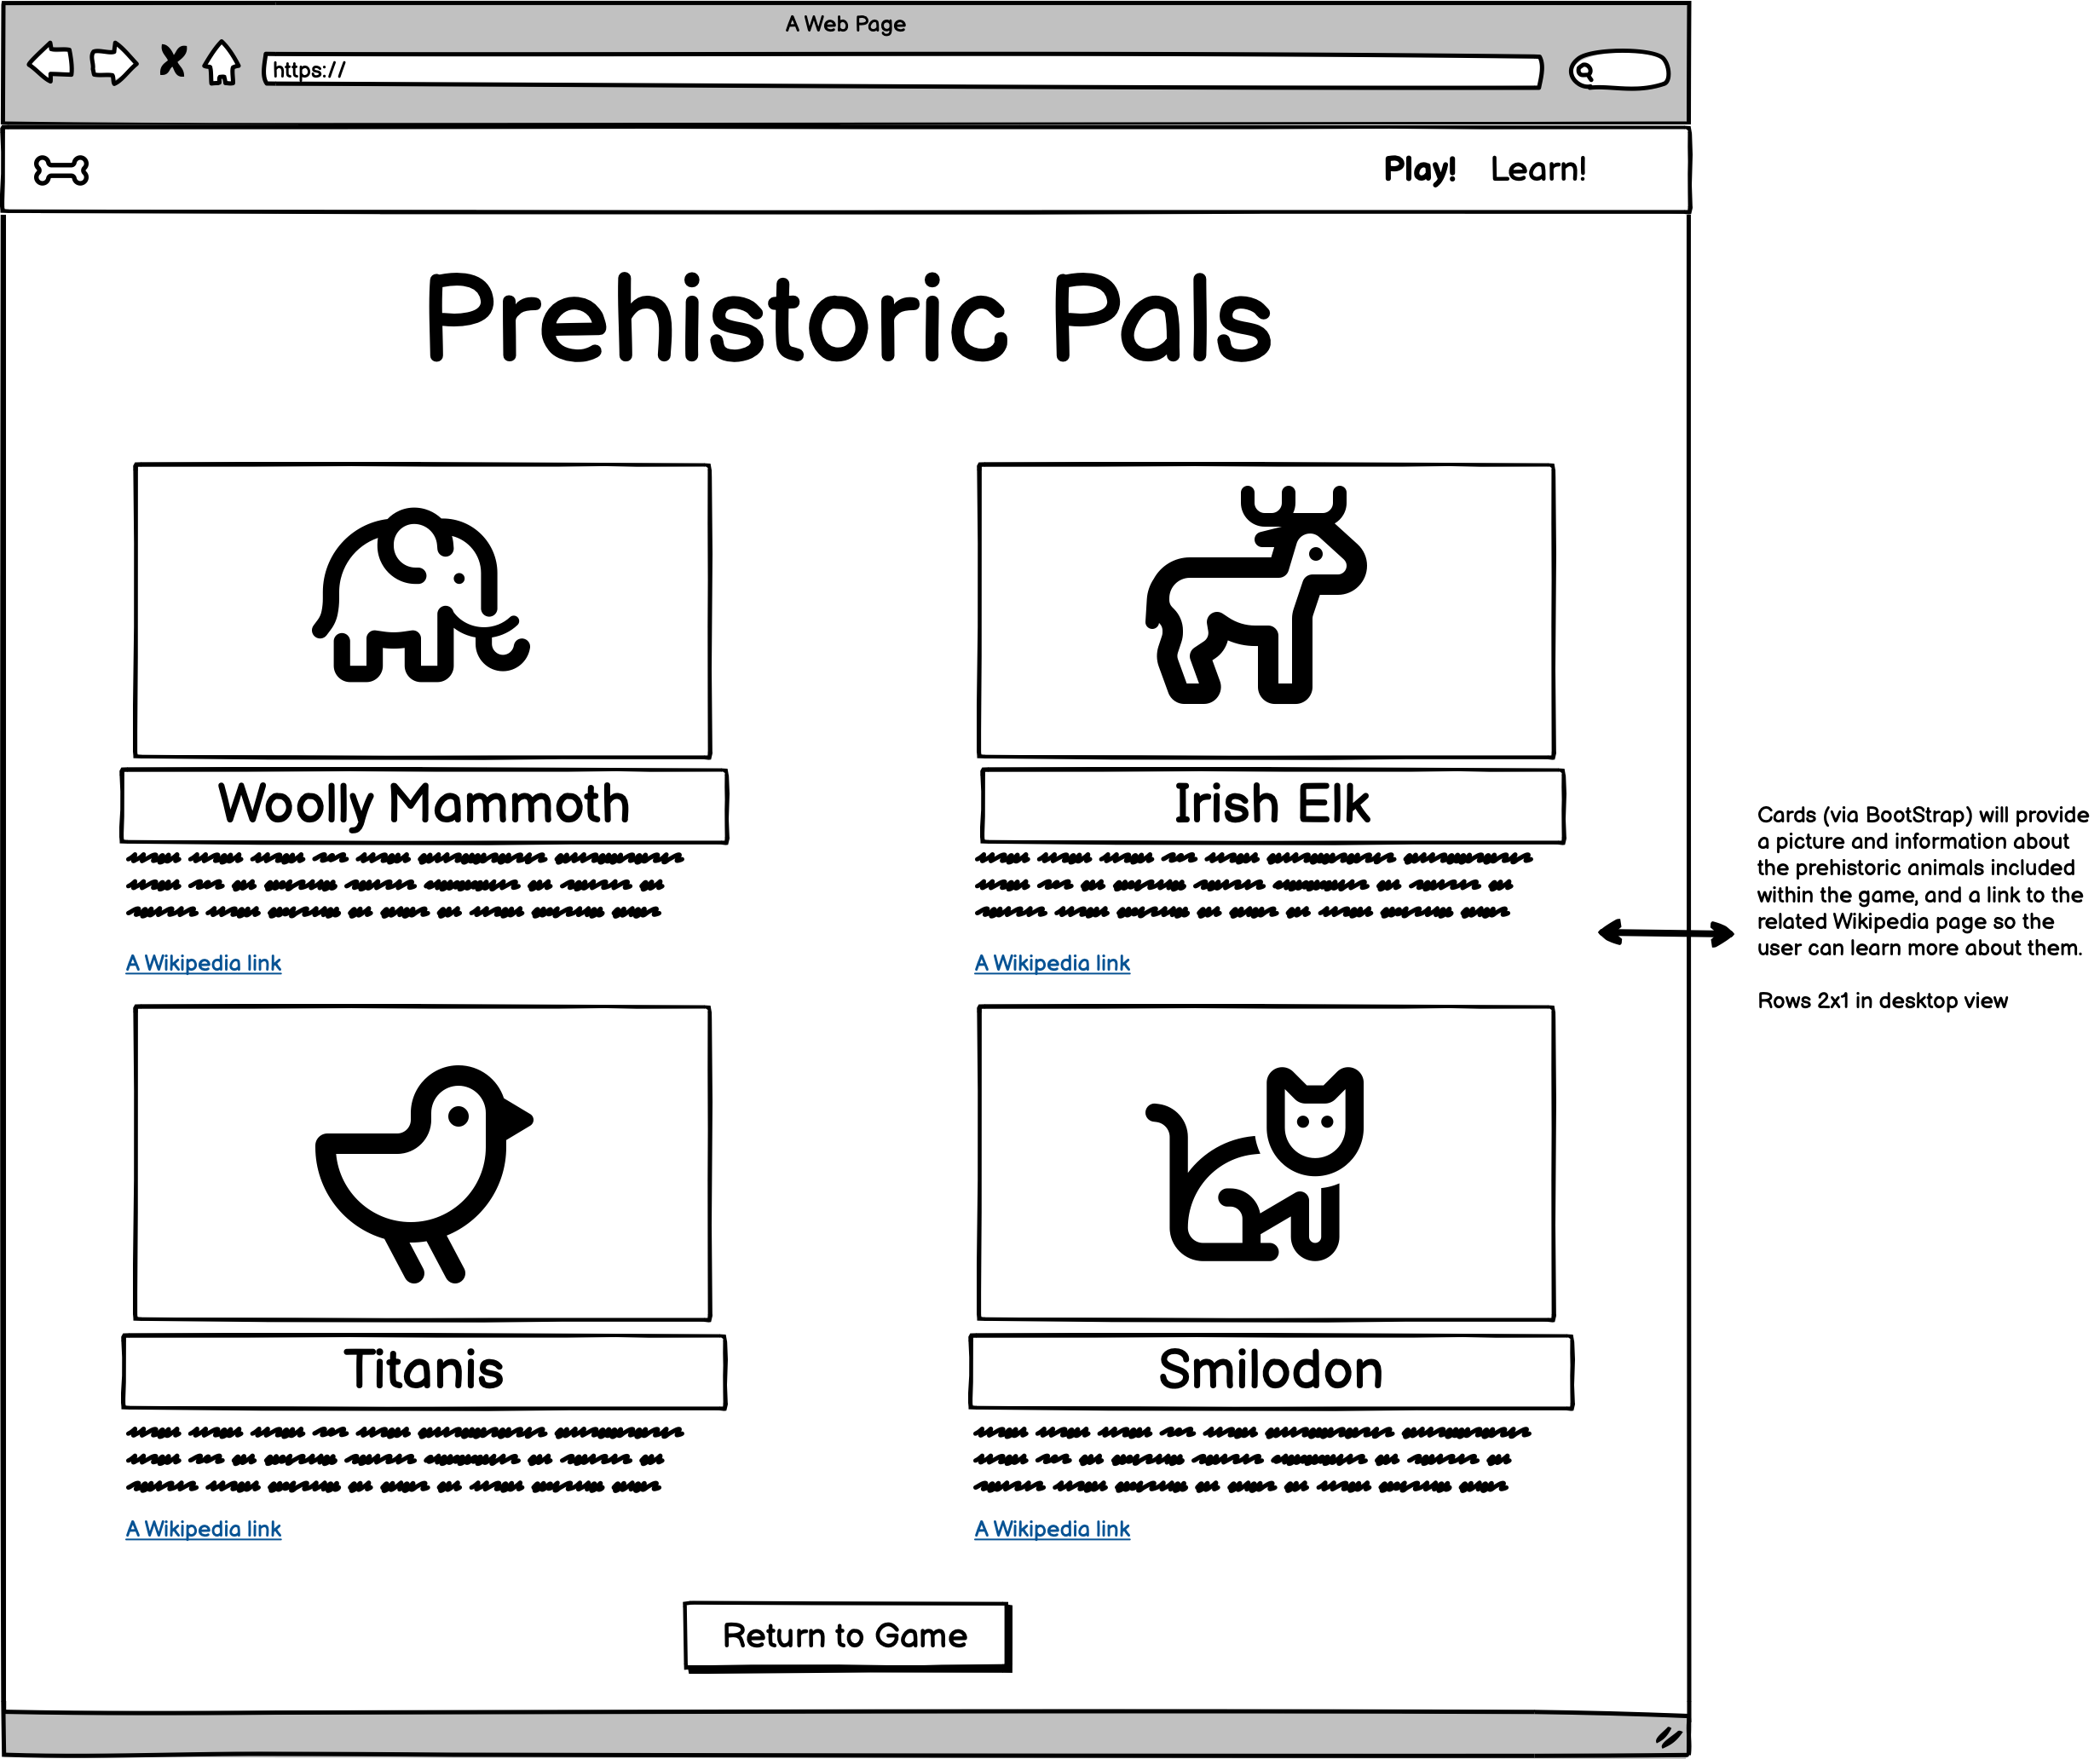 A Web Page
https://
Play! Learn!
Prehistoric Pals
Woolly Mammoth
Irish Elk
A Wikipedia link
A Wikipedia link
Cards (via BootStrap) will provide
a picture and information about
the prehistoric animals included
within the game, and a link to the
related Wikipedia page so the
user can learn more about them.
Rows 2x1 in desktop view
Titanis
Smilodon
A Wikipedia link
A Wikipedia link
Return to Game